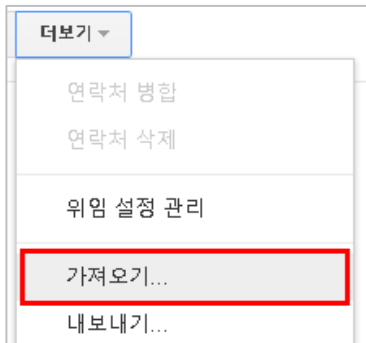 더보기
연락처 병합
연락처 삭제
위임 설정 관리
가져오기...
내보내기...